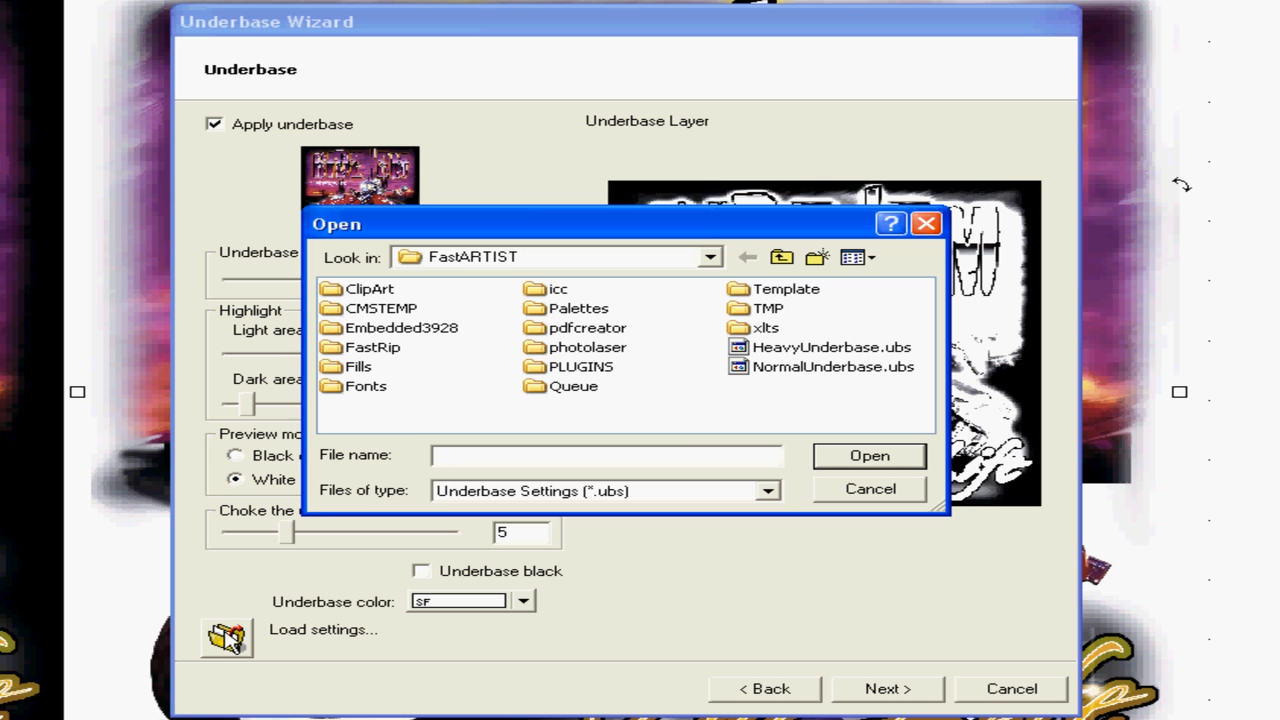 Underbase Wizard
Underbase
Apply underbase
Underbase Layer
Open
Look in: FastARTIST
ClipArt
CMSTEMP
Embedded3928
FastRip
Fills
Fonts
icc
Palettes
pdfcreator
photolaser
PLUGINS
Queue
Template
TMP
xlts
HeavyUnderbase.ubs
NormalUnderbase.ubs
File name:
Open
Files of type: Underbase Settings (*.ubs)
Cancel
Underbase
Highlight
Light area
Dark area
Preview mo
Black
White
Choke the
5
Underbase black
Underbase color: SF
Load settings...
< Back
Next >
Cancel